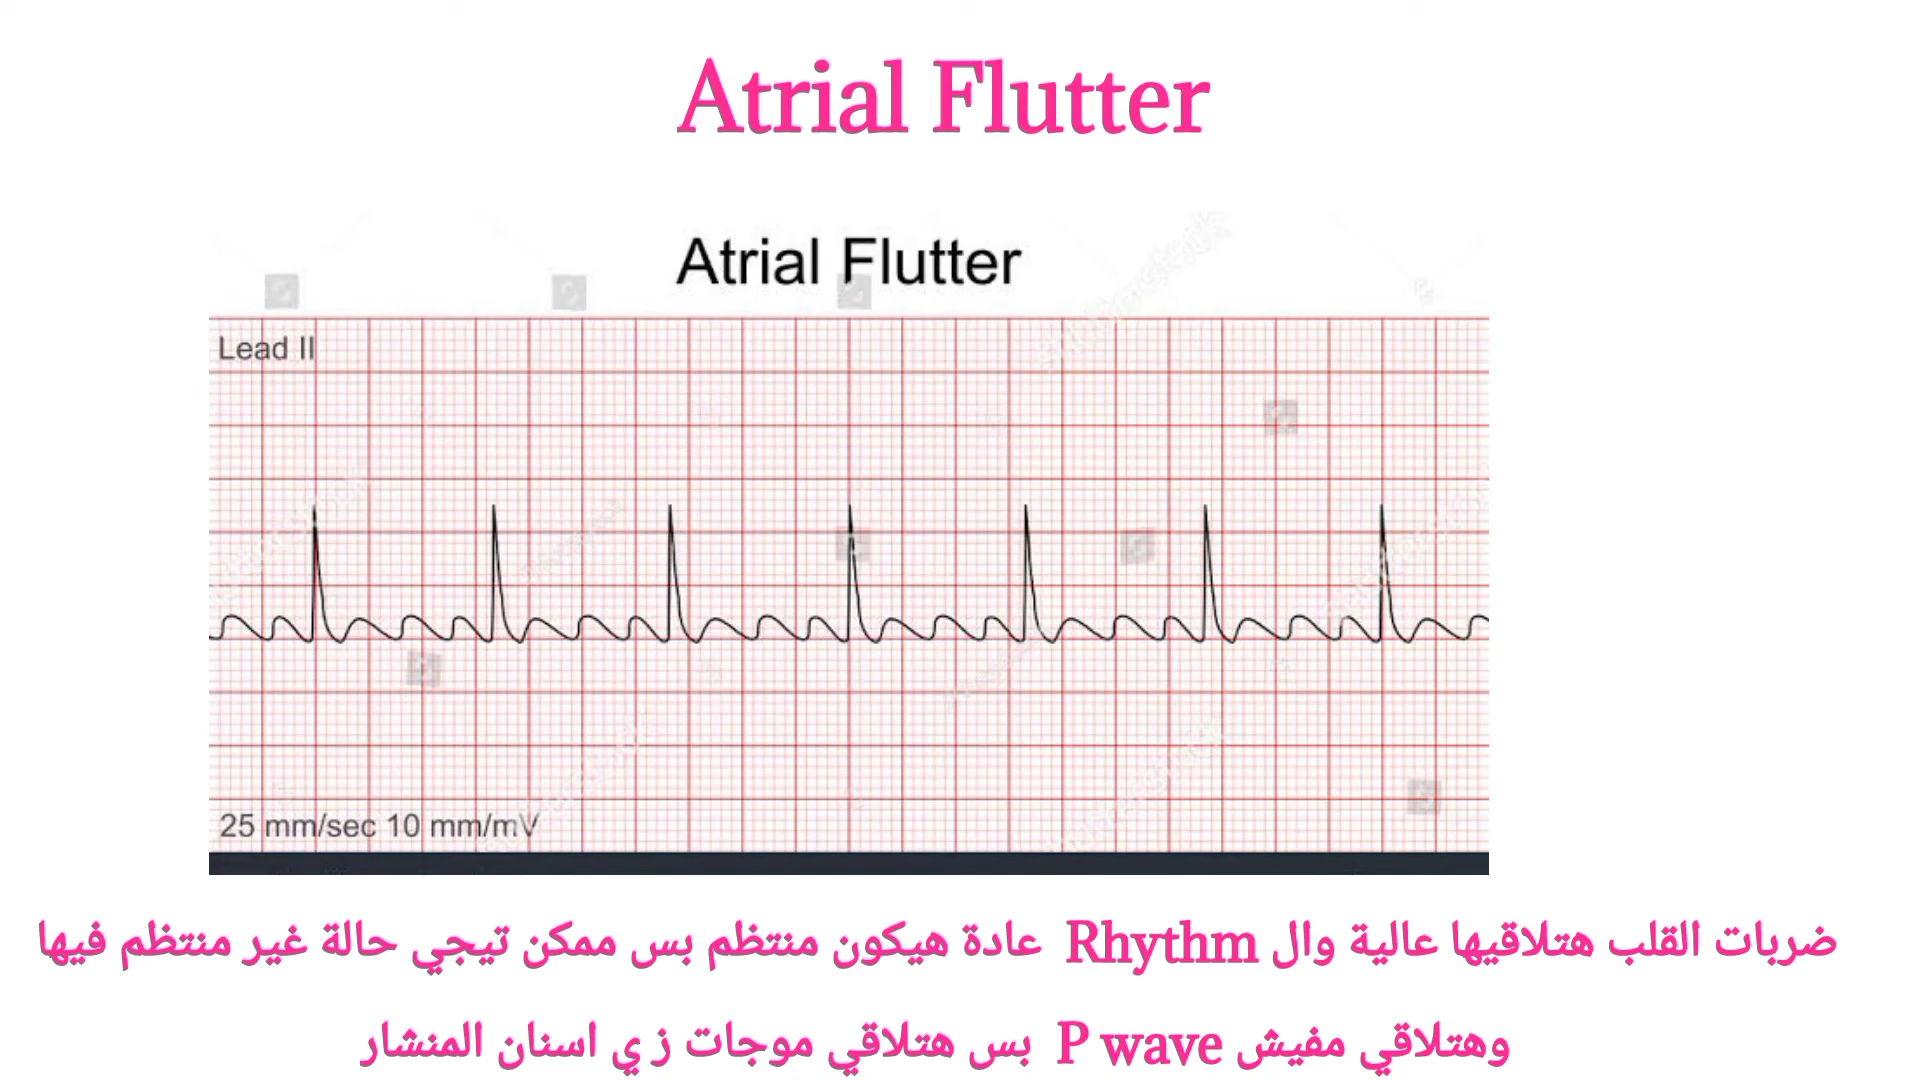 Atrial Flutter
Atrial Flutter
Lead II
25 mm/sec 10 mm/mV
ضربات القلب هتلاقيها عالية وال Rhythm عادة هيكون منتظم بس ممكن تيجي حالة غير منتظم فيها
وهتلاقي مفيش P wave بس هتلاقي موجات زي اسنان المنشار